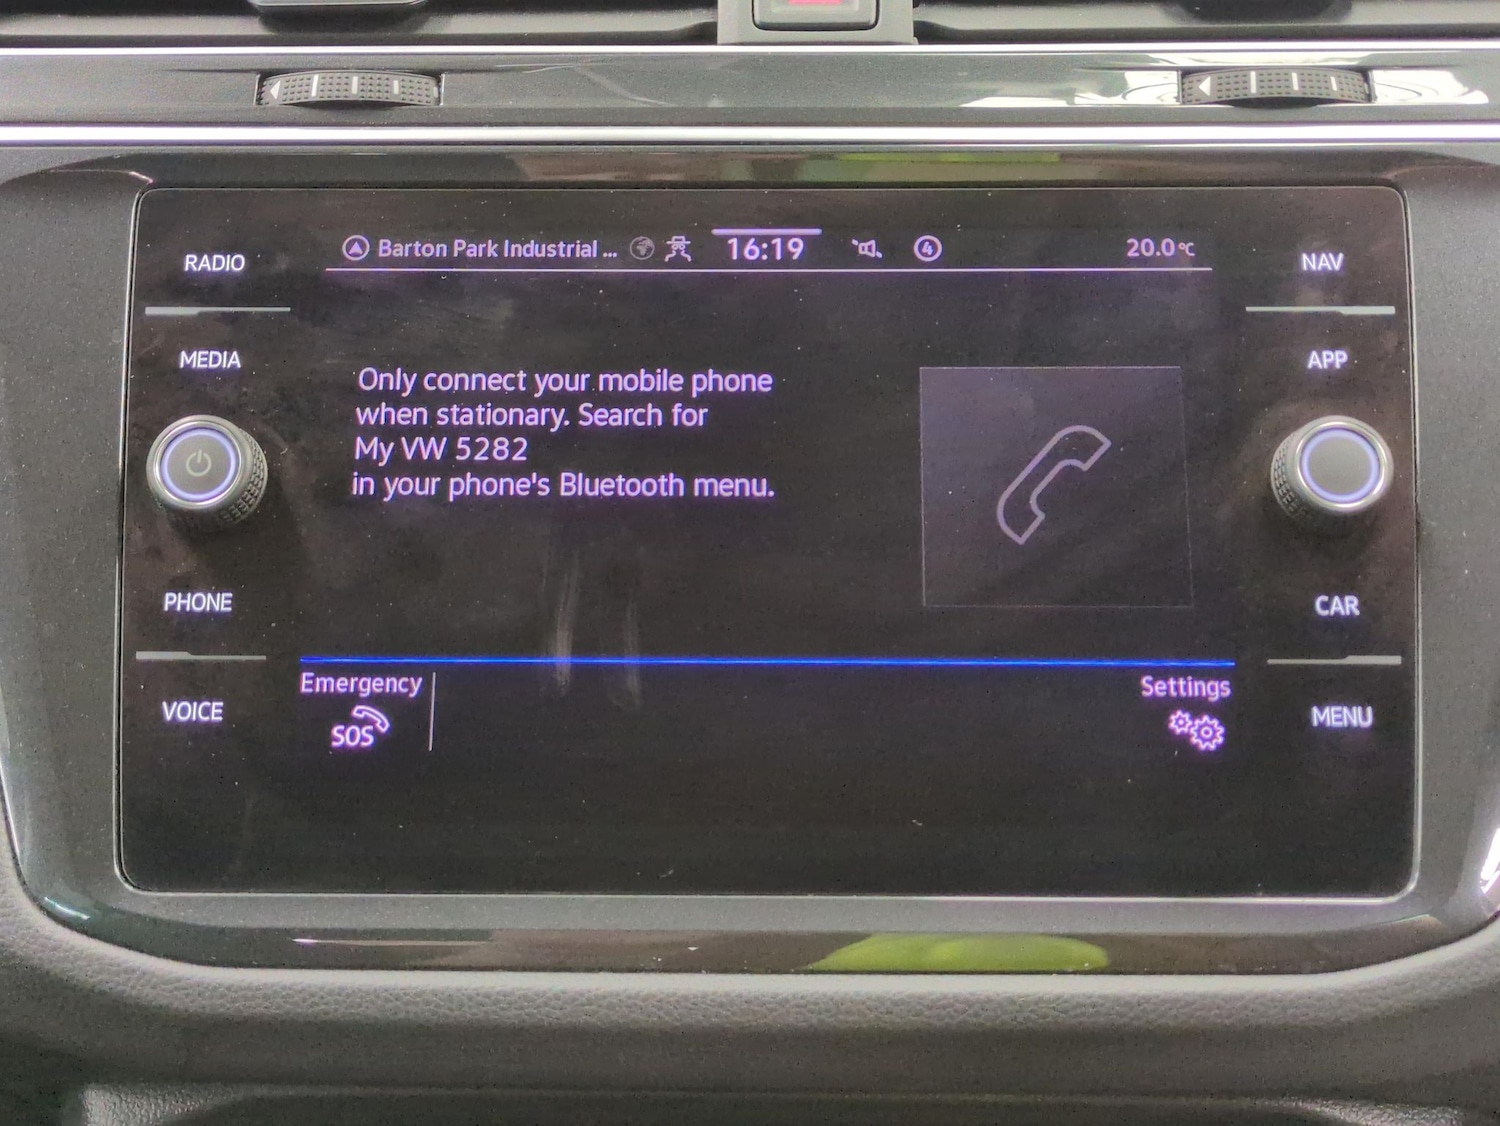 RADIO
Barton Park Industrial ...
16:19
4
20.0°C
NAV
MEDIA
APP
Only connect your mobile phone
when stationary. Search for
My VW 5282
in your phone's Bluetooth menu.
PHONE
CAR
Emergency
SOS
Settings
VOICE
MENU